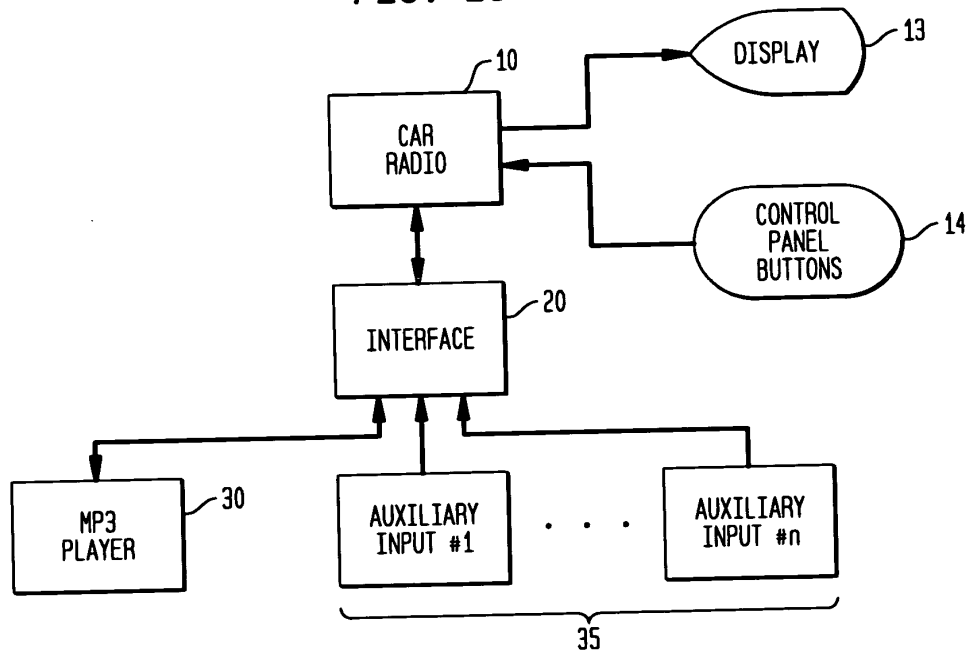 10
CAR
RADIO
DISPLAY
13
CONTROL
PANEL
BUTTONS
14
INTERFACE
20
MP3
PLAYER
30
AUXILIARY
INPUT #1
. . .
AUXILIARY
INPUT #n
35